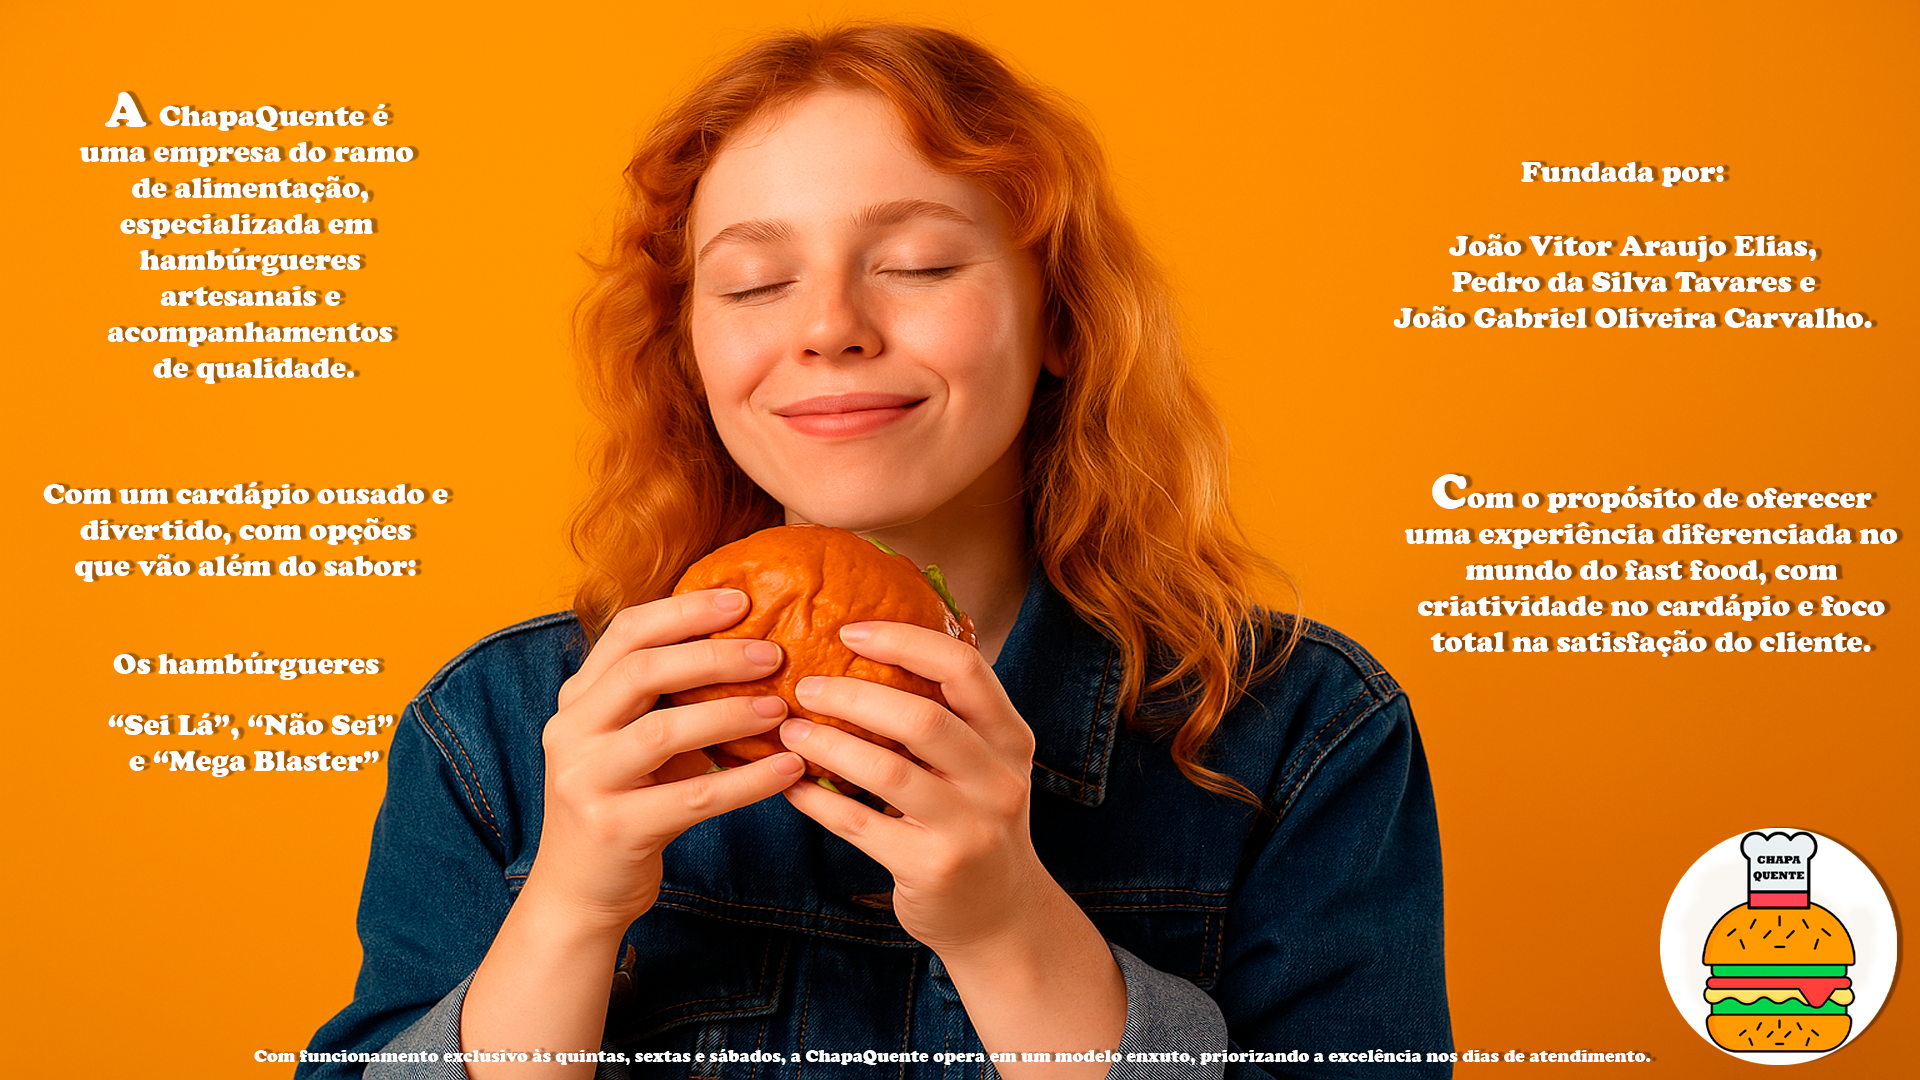 A ChapaQuente é
uma empresa do ramo
de alimentação,
especializada em
hambúrgueres
artesanais e
acompanhamentos
de qualidade.
Com um cardápio ousado e
divertido, com opções
que vão além do sabor:
Os hambúrgueres
“Sei Lá”, “Não Sei”
e “Mega Blaster”
Fundada por:
João Vitor Araujo Elias,
Pedro da Silva Tavares e
João Gabriel Oliveira Carvalho.
Com o propósito de oferecer
uma experiência diferenciada no
mundo do fast food, com
criatividade no cardápio e foco
total na satisfação do cliente.
CHAPA
QUENTE
Com funcionamento exclusivo às quintas, sextas e sábados, a ChapaQuente opera em um modelo enxuto, priorizando a excelência nos dias de atendimento.